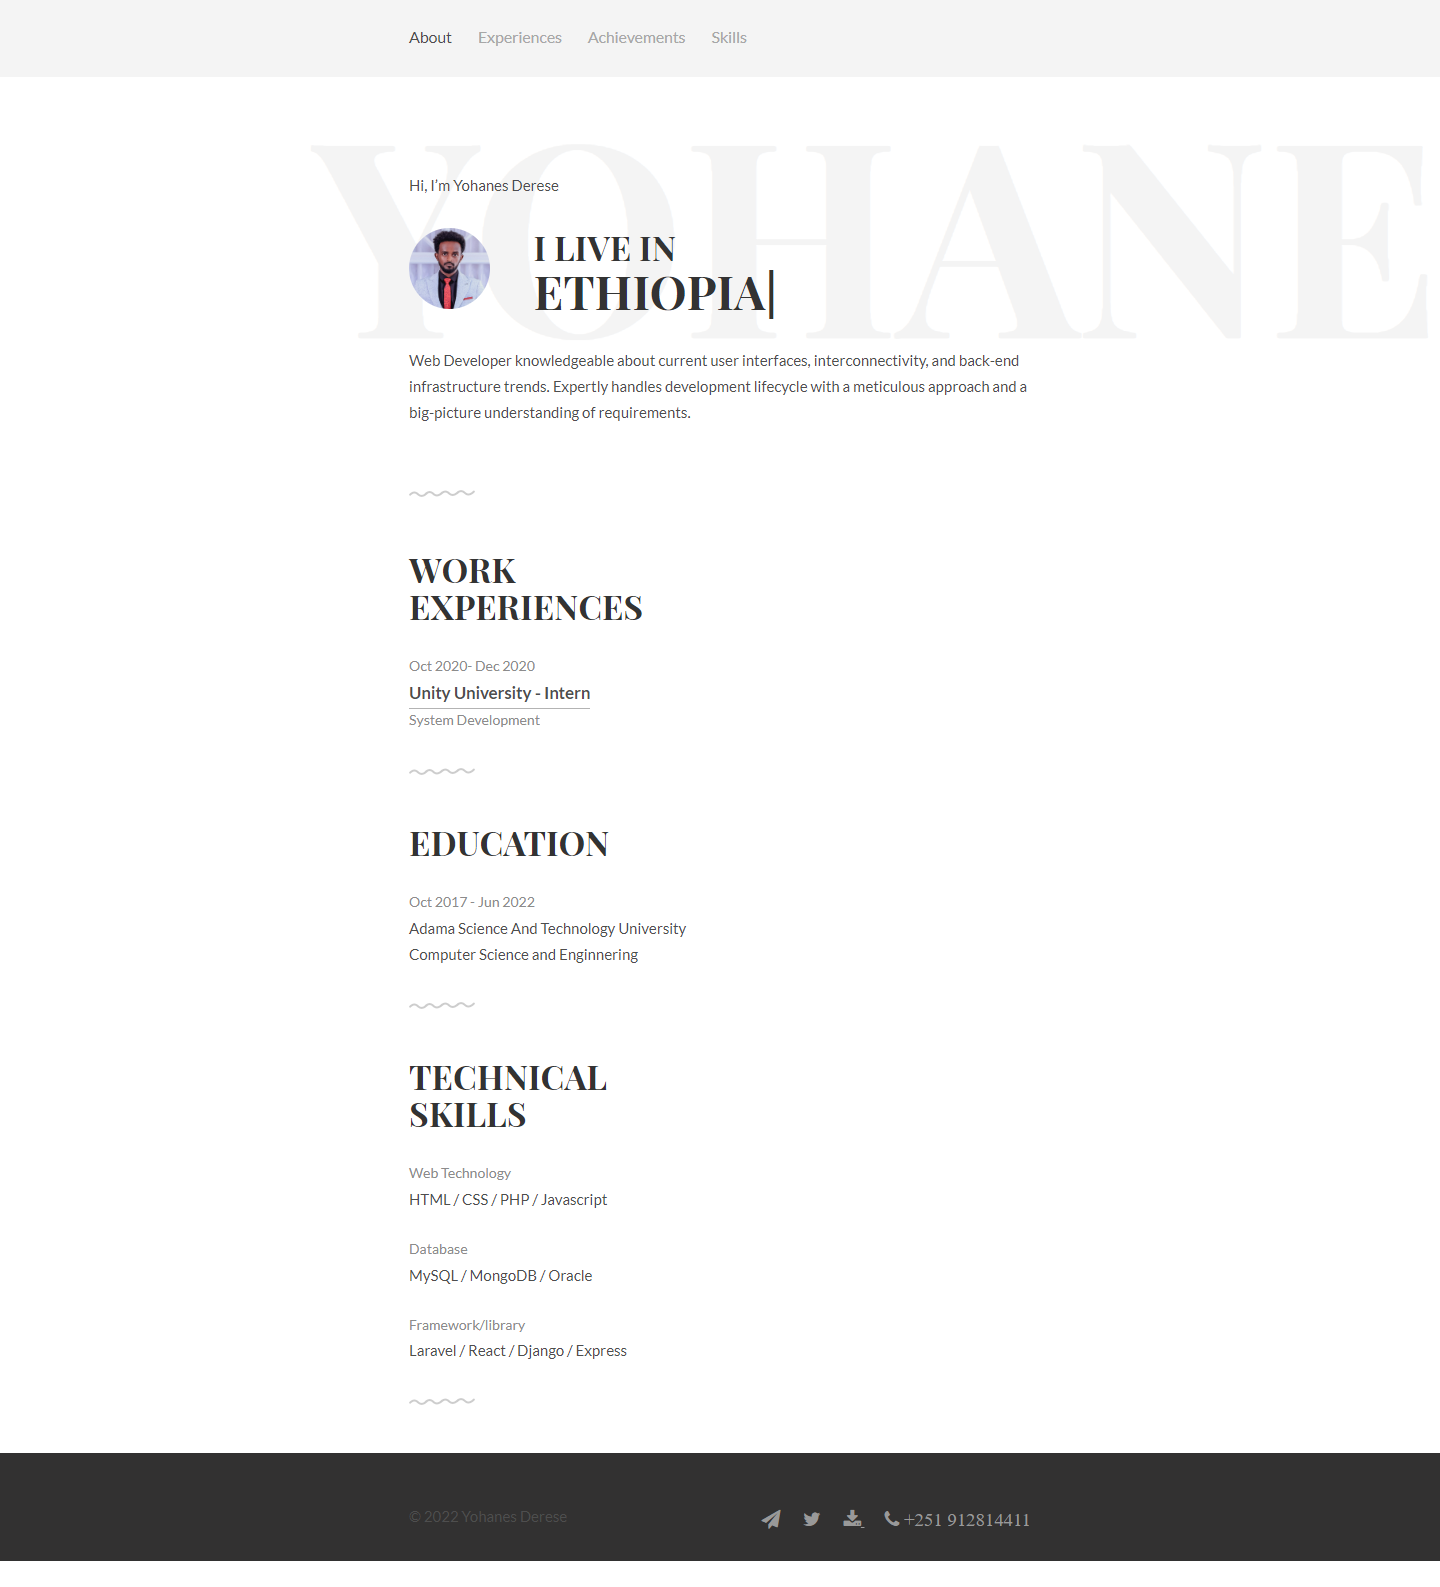 About Experiences Achievements Skills
YOHANE
Hi, I'm Yohanes Derese
I LIVE IN
ETHIOPIA|
Web Developer knowledgeable about current user interfaces, interconnectivity, and back-end
infrastructure trends. Expertly handles development lifecycle with a meticulous approach and a
big-picture understanding of requirements.
WORK
EXPERIENCES
Oct 2020- Dec 2020
Unity University - Intern
System Development
EDUCATION
Oct 2017 - Jun 2022
Adama Science And Technology University
Computer Science and Enginnering
TECHNICAL
SKILLS
Web Technology
HTML / CSS / PHP / Javascript
Database
MySQL / MongoDB / Oracle
Framework/library
Laravel / React / Django / Express
© 2022 Yohanes Derese
+251 912814411